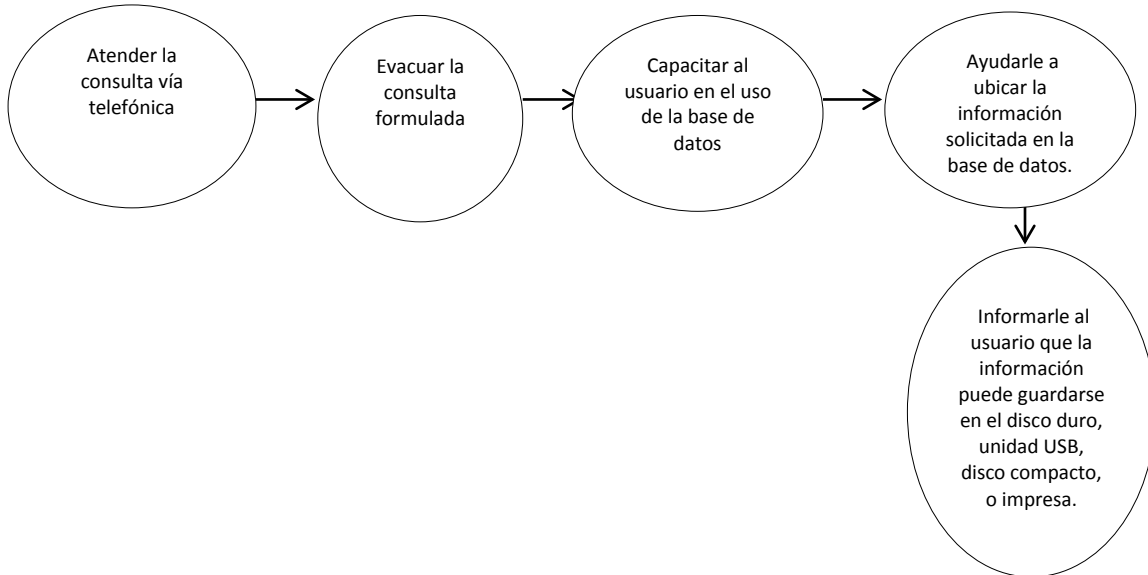 Atender la
consulta vía
telefónica
Evacuar la
consulta
formulada
Capacitar al
usuario en el uso
de la base de
datos
Ayudarle a
ubicar la
información
solicitada en la
base de datos.
Informarle al
usuario que la
información
puede guardarse
en el disco duro,
unidad USB,
disco compacto,
o impresa.